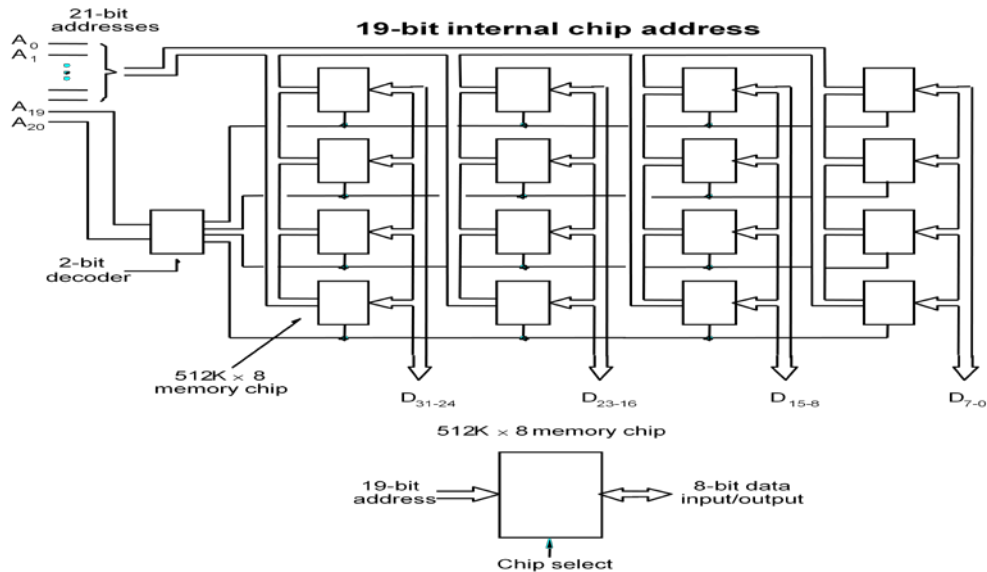 21-bit
addresses
19-bit internal chip address
A0
A1
A19
A20
2-bit
decoder
512K × 8
memory chip
D31-24
D23-16
D15-8
D7-0
512K × 8 memory chip
19-bit
address
8-bit data
input/output
Chip select